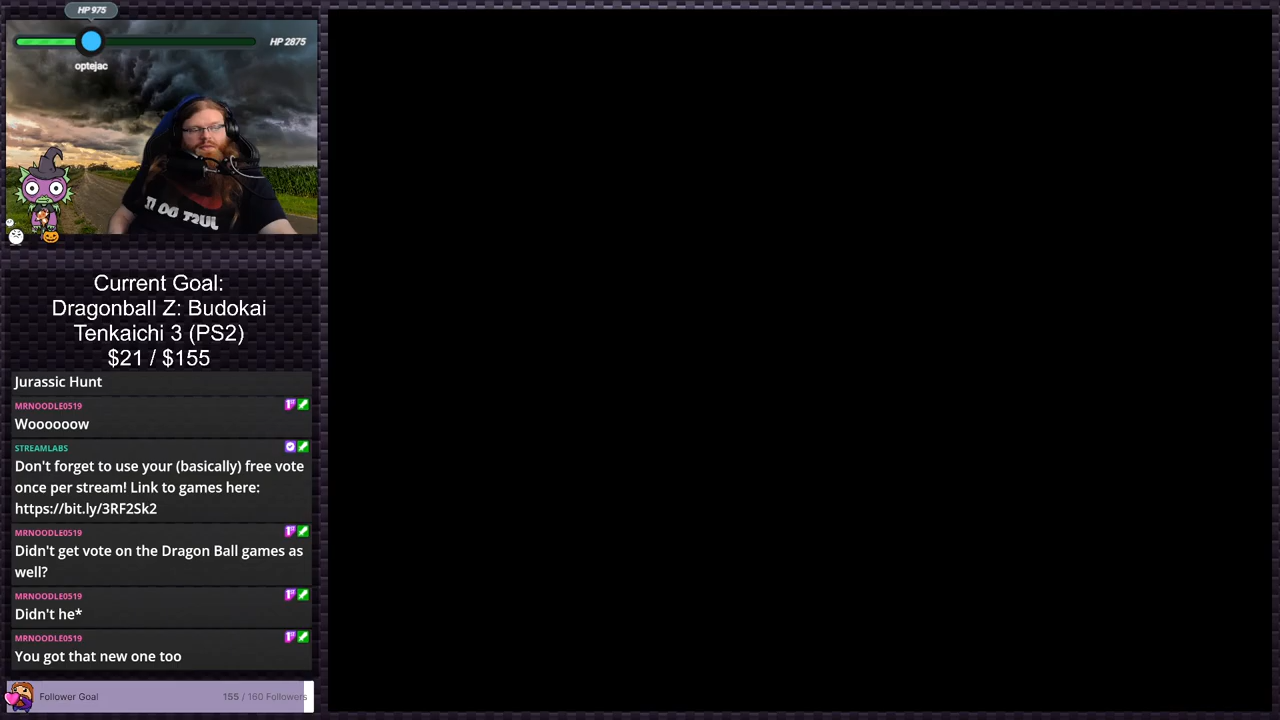 HP 975
HP 2875
optejac
JUST DO IT
Current Goal:
Dragonball Z: Budokai
Tenkaichi 3 (PS2)
$21 / $155
Jurassic Hunt
MRNOODLE0519
Woooooow
STREAMLABS
Don't forget to use your (basically) free vote
once per stream! Link to games here:
https://bit.ly/3RF2Sk2
MRNOODLE0519
Didn't get vote on the Dragon Ball games as
well?
MRNOODLE0519
Didn't he*
MRNOODLE0519
You got that new one too
Follower Goal
155 / 160 Followers